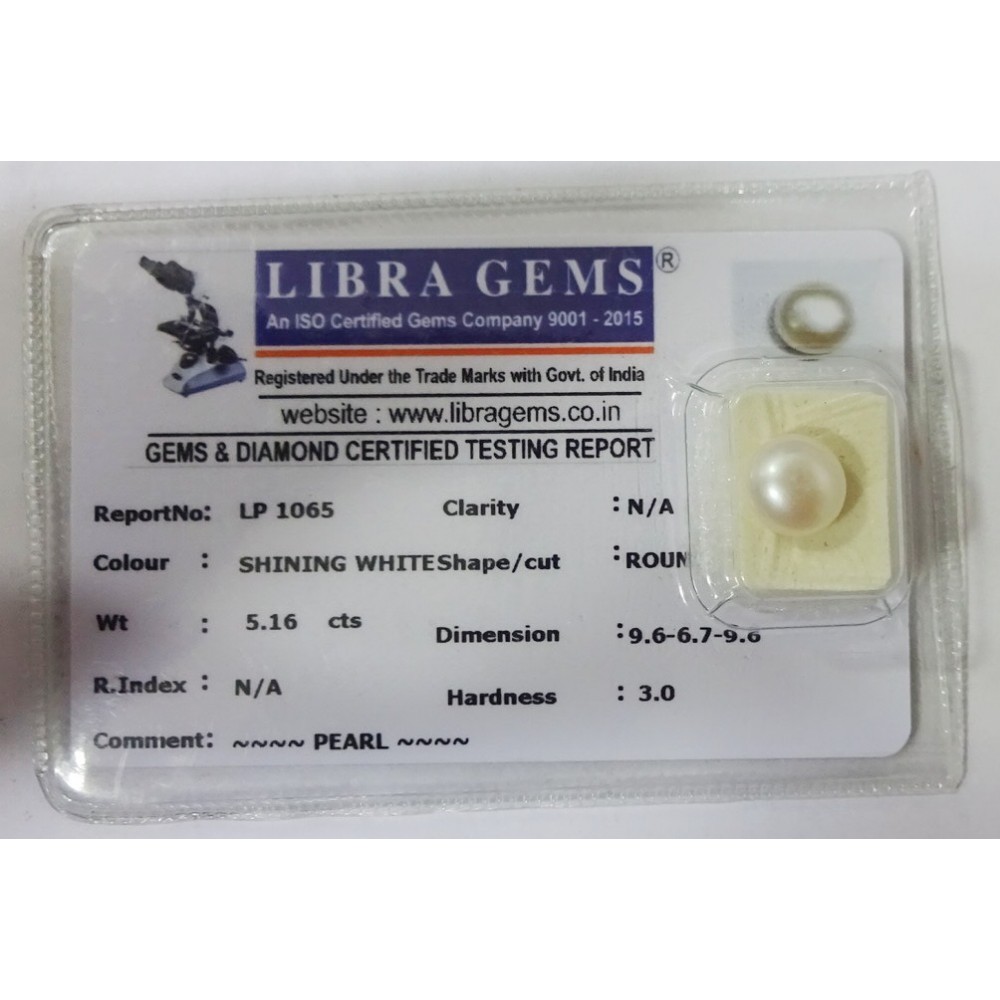 LIBRA GEMS ®
An ISO Certified Gems Company 9001 - 2015
Registered Under the Trade Marks with Govt. of India
website : www.libragems.co.in
GEMS & DIAMOND CERTIFIED TESTING REPORT
ReportNo: LP 1065 Clarity : N/A
Colour : SHINING WHITE Shape/cut : ROUN
Wt : 5.16 cts Dimension : 9.6-6.7-9.6
R.Index : N/A Hardness : 3.0
Comment: ~~~~ PEARL ~~~~